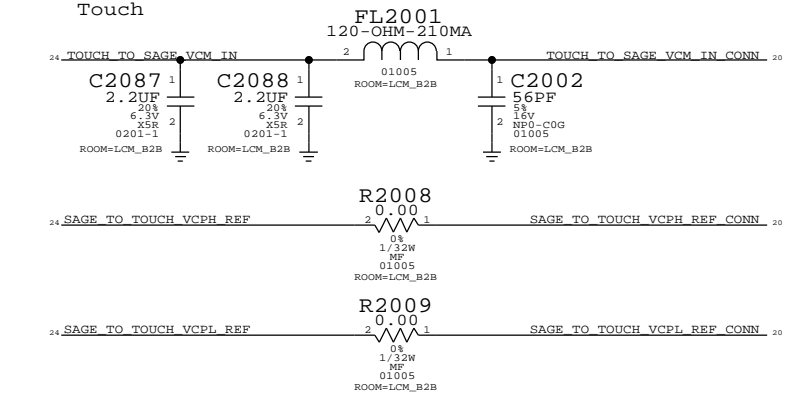 Touch
FL2001
120-OHM-210MA
24 TOUCH_TO_SAGE_VCM_IN 2 1 TOUCH_TO_SAGE_VCM_IN_CONN 20
01005
ROOM=LCM_B2B
C2087 1
2.2UF
20%
6.3V
X5R 2
0201-1
ROOM=LCM_B2B
C2088 1
2.2UF
20%
6.3V
X5R 2
0201-1
ROOM=LCM_B2B
1 C2002
56PF
5%
16V
2 NP0-C0G
01005
ROOM=LCM_B2B
R2008
0.00
24 SAGE_TO_TOUCH_VCPH_REF 2 1 SAGE_TO_TOUCH_VCPH_REF_CONN 20
0%
1/32W
MF
01005
ROOM=LCM_B2B
R2009
0.00
24 SAGE_TO_TOUCH_VCPL_REF 2 1 SAGE_TO_TOUCH_VCPL_REF_CONN 20
0%
1/32W
MF
01005
ROOM=LCM_B2B